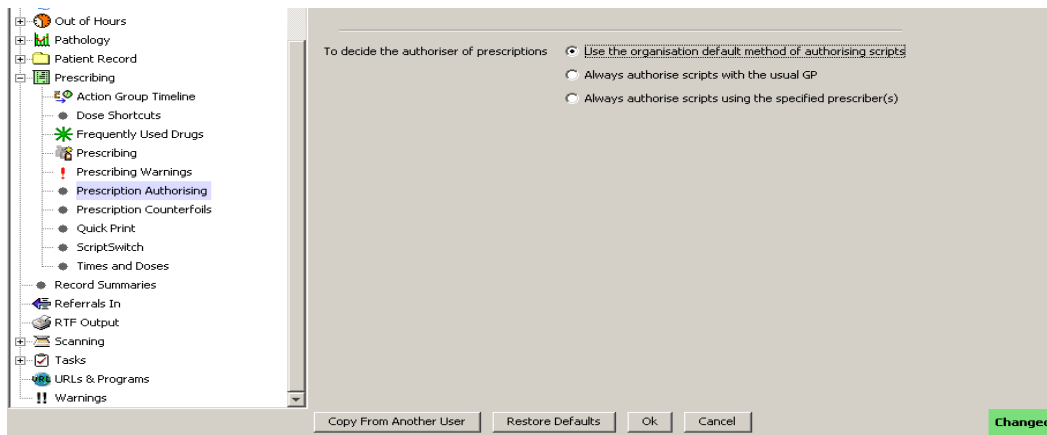 Out of Hours
Pathology
Patient Record
Prescribing
Action Group Timeline
Dose Shortcuts
Frequently Used Drugs
Prescribing
Prescribing Warnings
Prescription Authorising
Prescription Counterfoils
Quick Print
ScriptSwitch
Times and Doses
Record Summaries
Referrals In
RTF Output
Scanning
Tasks
URLs & Programs
Warnings
To decide the authoriser of prescriptions
Use the organisation default method of authorising scripts
Always authorise scripts with the usual GP
Always authorise scripts using the specified prescriber(s)
Copy From Another User
Restore Defaults
Ok
Cancel
Changed